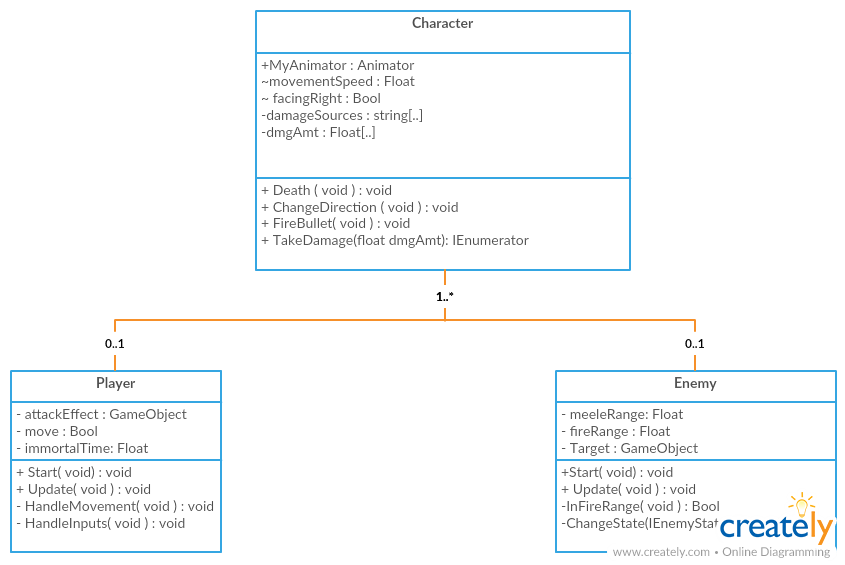 Character
+MyAnimator : Animator
~movementSpeed : Float
~ facingRight : Bool
-damageSources : string[..]
-dmgAmt : Float[..]
+ Death ( void ) : void
+ ChangeDirection ( void ) : void
+ FireBullet( void ) : void
+ TakeDamage(float dmgAmt): IEnumerator
1..*
0..1
0..1
Player
- attackEffect : GameObject
- move : Bool
- immortalTime: Float
+ Start( void) : void
+ Update( void ) : void
- HandleMovement( void ) : void
- HandleInputs( void ) : void
Enemy
- meeleRange: Float
- fireRange : Float
- Target : GameObject
+Start( void) : void
+ Update( void ) : void
-InFireRange( void ) : Bool
-ChangeState(IEnemyStat
creately
www.creately.com • Online Diagramming